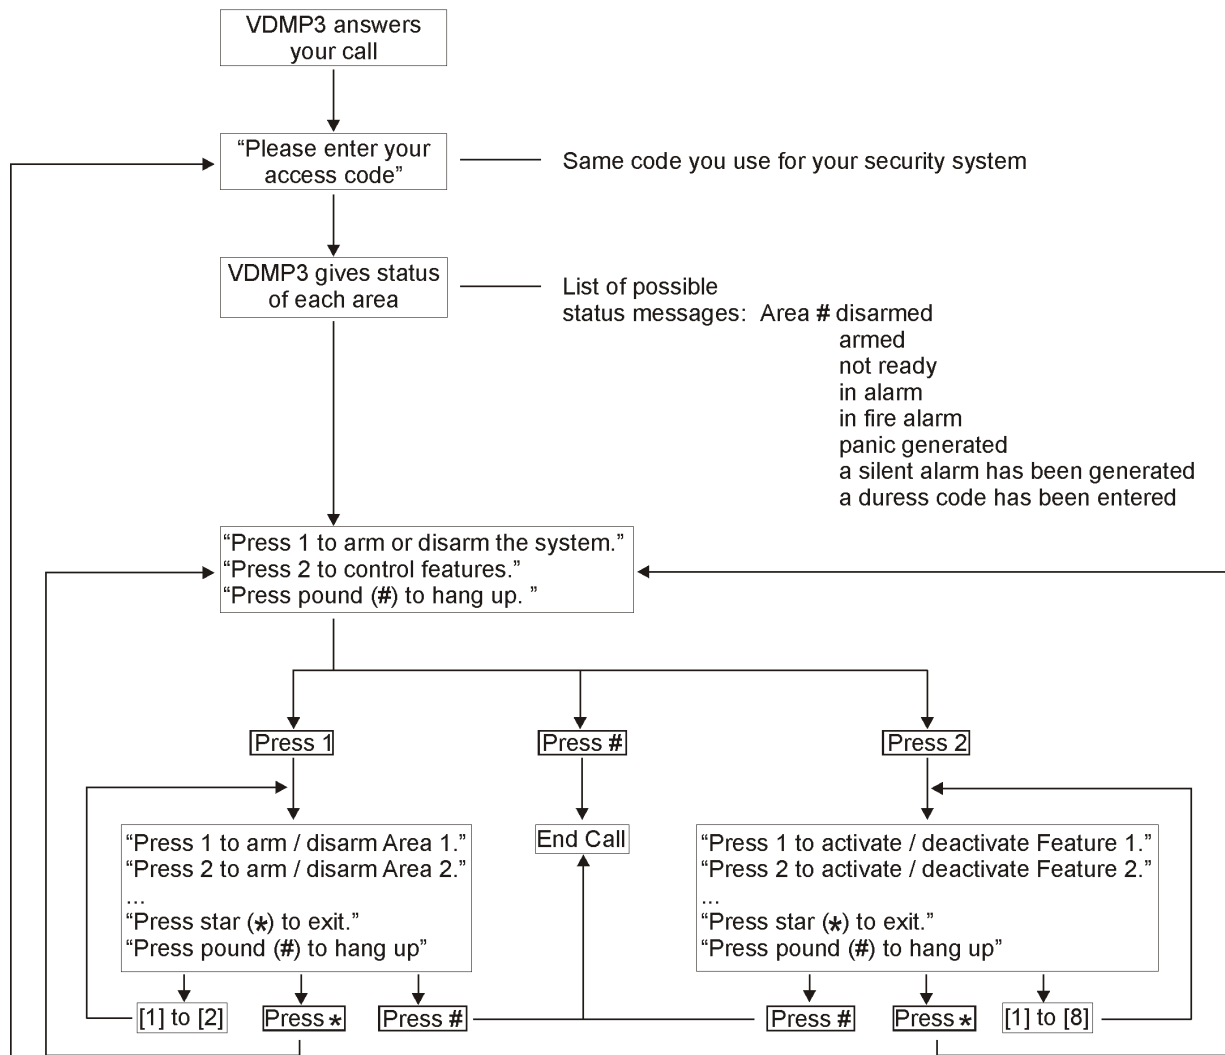 VDMP3 answers
your call
“Please enter your
access code”
Same code you use for your security system
VDMP3 gives status
of each area
List of possible
status messages: Area # disarmed
armed
not ready
in alarm
in fire alarm
panic generated
a silent alarm has been generated
a duress code has been entered
“Press 1 to arm or disarm the system.”
“Press 2 to control features.”
“Press pound (#) to hang up. ”
Press 1
Press #
Press 2
“Press 1 to arm / disarm Area 1.”
“Press 2 to arm / disarm Area 2.”
...
“Press star (*) to exit.”
“Press pound (#) to hang up”
End Call
“Press 1 to activate / deactivate Feature 1.”
“Press 2 to activate / deactivate Feature 2.”
...
“Press star (*) to exit.”
“Press pound (#) to hang up”
[1] to [2]
Press *
Press #
Press #
Press *
[1] to [8]